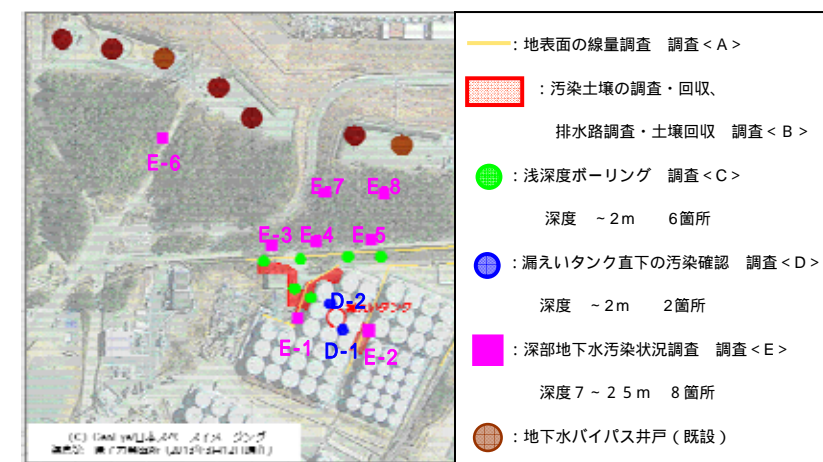 E-6
E-7 E-8
E-3 E-4 E-5
D-2
E-1 D-1 E-2
：地表面の線量調査　調査＜A＞
：汚染土壌の調査・回収、
排水路調査・土壌回収　調査＜B＞
：浅深度ボーリング　調査＜C＞
深度　~2m　6箇所
：漏えいタンク直下の汚染確認　調査＜D＞
深度　~2m　2箇所
：深部地下水汚染状況調査　調査＜E＞
深度7~25m　8箇所
：地下水バイパス井戸（既設）